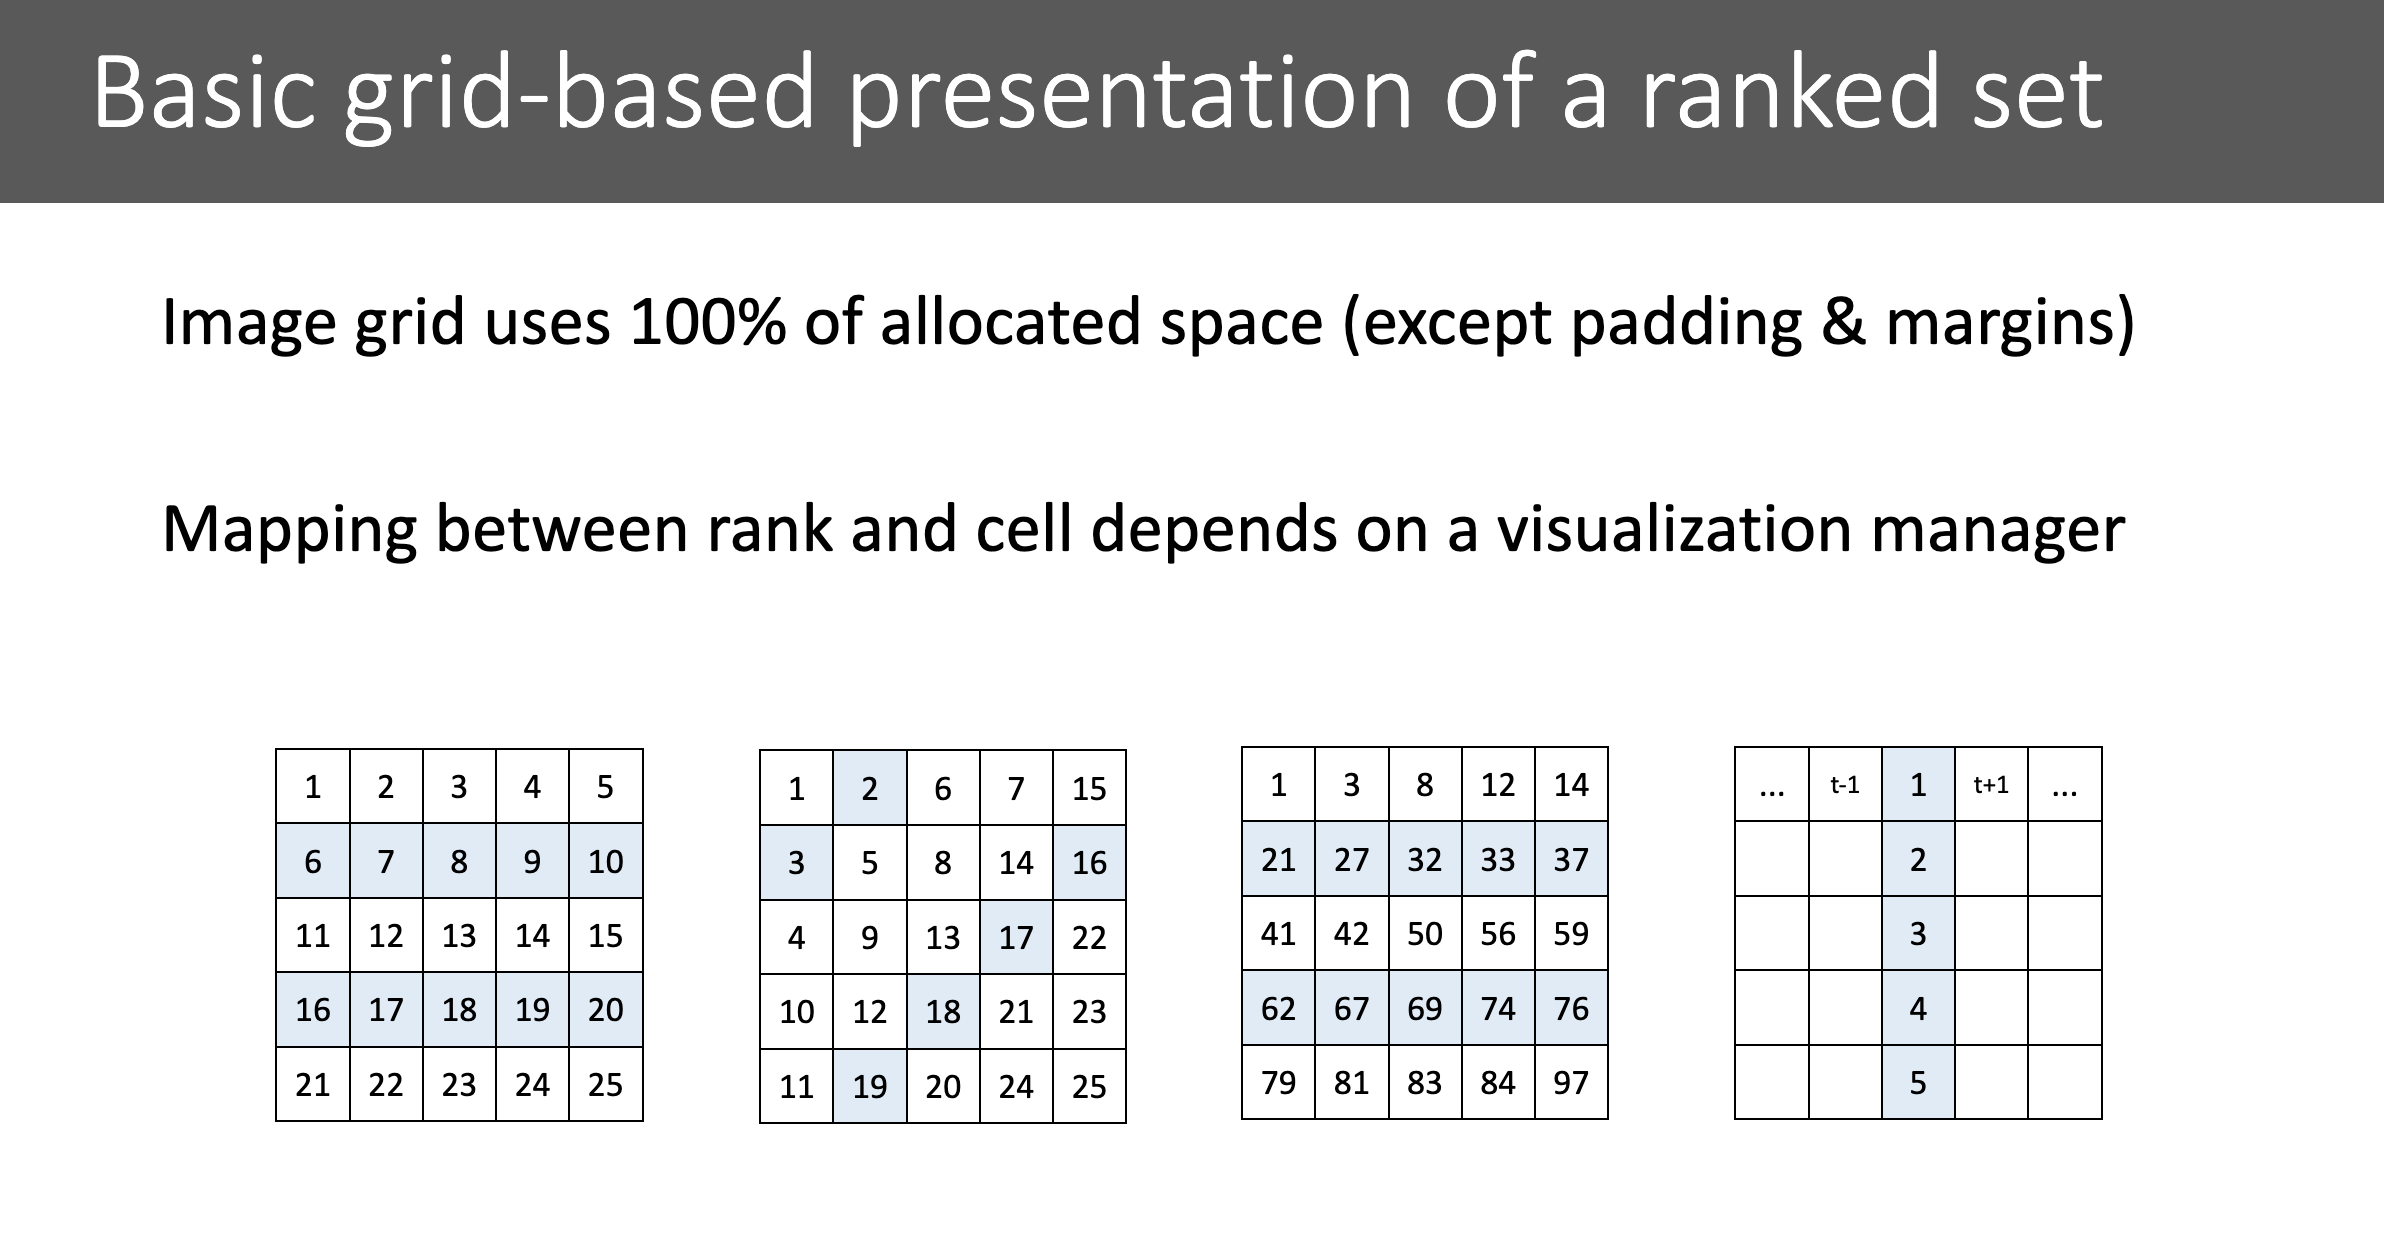 Basic grid-based presentation of a ranked set
Image grid uses 100% of allocated space (except padding & margins)
Mapping between rank and cell depends on a visualization manager
1 2 3 4 5
6 7 8 9 10
11 12 13 14 15
16 17 18 19 20
21 22 23 24 25
1 2 6 7 15
3 5 8 14 16
4 9 13 17 22
10 12 18 21 23
11 19 20 24 25
1 3 8 12 14
21 27 32 33 37
41 42 50 56 59
62 67 69 74 76
79 81 83 84 97
... t-1 1 t+1 ...
2
3
4
5